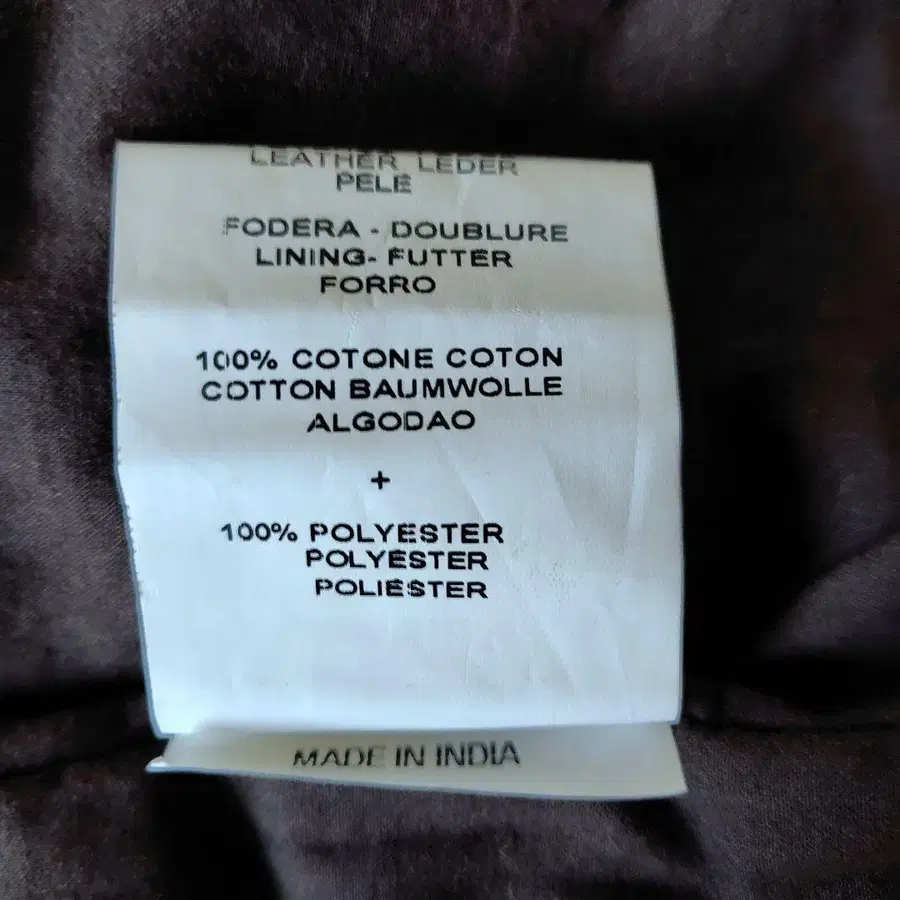 LEATHER LEDER
PELE
FODERA - DOUBLURE
LINING- FUTTER
FORRO
100% COTONE COTON
COTTON BAUMWOLLE
ALGODAO
+
100% POLYESTER
POLYESTER
POLIESTER
MADE IN INDIA